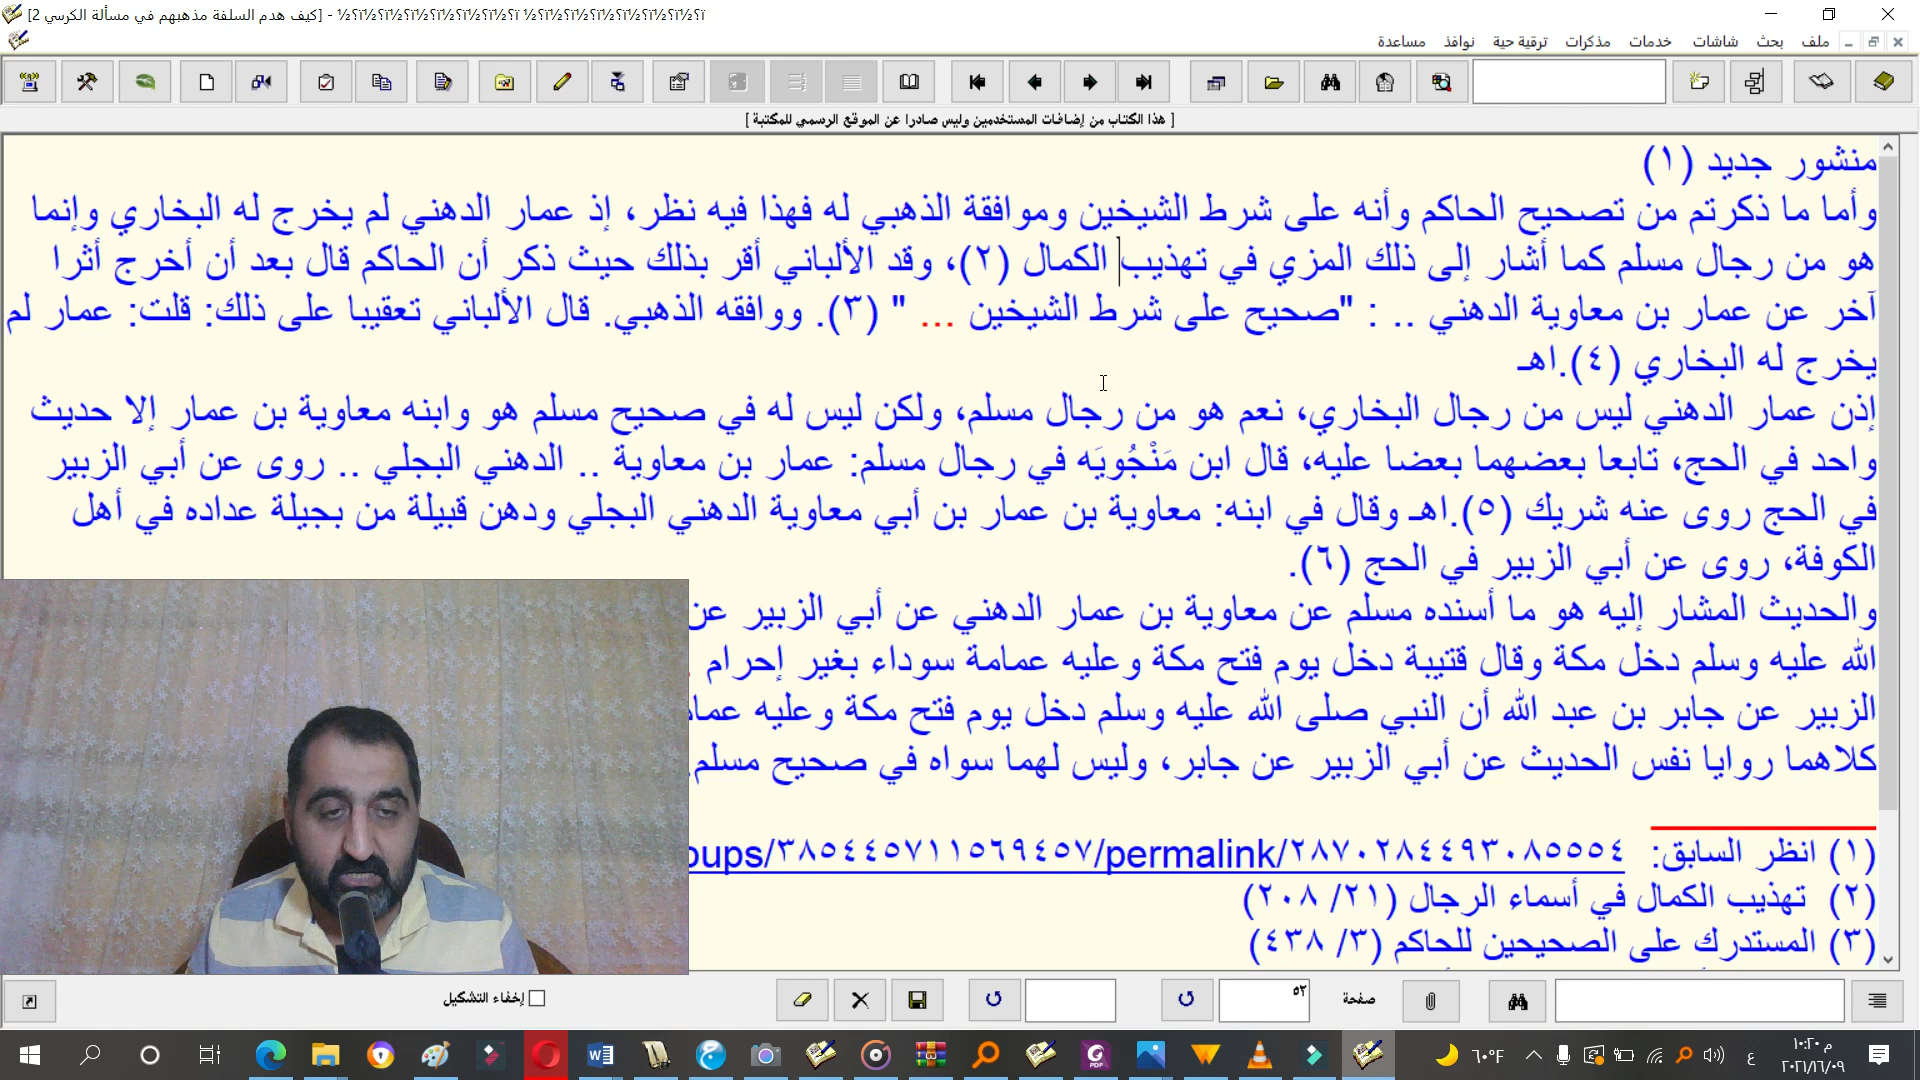 [كيف هدم السلفة مذهبهم في مسألة الكرسي 2]
ملف بحث شاشات خدمات مذكرات ترقية حية نوافذ مساعدة
[ هذا الكتاب من إضافات المستخدمين وليس صادرا عن الموقع الرسمي للمكتبة ]
منشور جديد (١)
وأما ما ذكرتم من تصحيح الحاكم وأنه على شرط الشيخين وموافقة الذهبي له فهذا فيه نظر، إذ عمار الدهني لم يخرج له البخاري وإنما
هو من رجال مسلم كما أشار إلى ذلك المزي في تهذيب الكمال (٢)، وقد الألباني أقر بذلك حيث ذكر أن الحاكم قال بعد أن أخرج أثرا
آخر عن عمار بن معاوية الدهني .. : "صحيح على شرط الشيخين ... " (٣). ووافقه الذهبي. قال الألباني تعقيبا على ذلك: قلت: عمار لم
يخرج له البخاري (٤).اهـ
إذن عمار الدهني ليس من رجال البخاري، نعم هو من رجال مسلم، ولكن ليس له في صحيح مسلم هو وابنه معاوية بن عمار إلا حديث
واحد في الحج، تابعا بعضهما بعضا عليه، قال ابن مَنْجُويَه في رجال مسلم: عمار بن معاوية .. الدهني البجلي .. روى عن أبي الزبير
في الحج روى عنه شريك (٥).اهـ وقال في ابنه: معاوية بن عمار بن أبي معاوية الدهني البجلي ودهن قبيلة من بجيلة عداده في أهل
الكوفة، روى عن أبي الزبير في الحج (٦).
والحديث المشار إليه هو ما أسنده مسلم عن معاوية بن عمار الدهني عن أبي الزبير عن
الله عليه وسلم دخل مكة وقال قتيبة دخل يوم فتح مكة وعليه عمامة سوداء بغير إحرام
الزبير عن جابر بن عبد الله أن النبي صلى الله عليه وسلم دخل يوم فتح مكة وعليه
كلاهما روايا نفس الحديث عن أبي الزبير عن جابر، وليس لهما سواه في صحيح مسلم
(١) انظر السابق: oups/٣٨٥٤٤٥٧١١٥٦٩٤٥٧/permalink/٢٨٧٠٢٨٤٤٩٣٠٨٥٥٥٤
(٢) تهذيب الكمال في أسماء الرجال (٢١/ ٢٠٨)
(٣) المستدرك على الصحيحين للحاكم (٣/ ٤٣٨)
صفحة ٥٢ إخفاء التشكيل
٦٠°F ع ١٠:٢٠ م